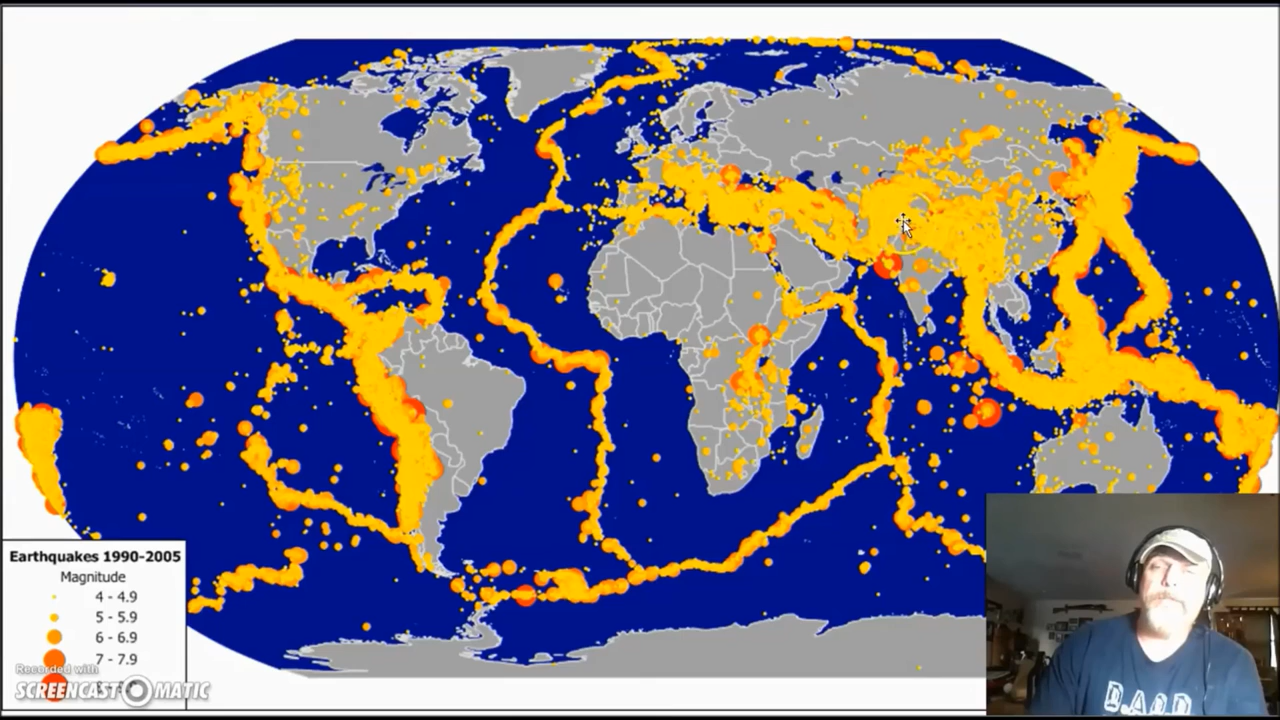 Earthquakes 1990-2005
Magnitude
4 - 4.9
5 - 5.9
6 - 6.9
7 - 7.9
Recorded with
SCREENCAST-O-MATIC